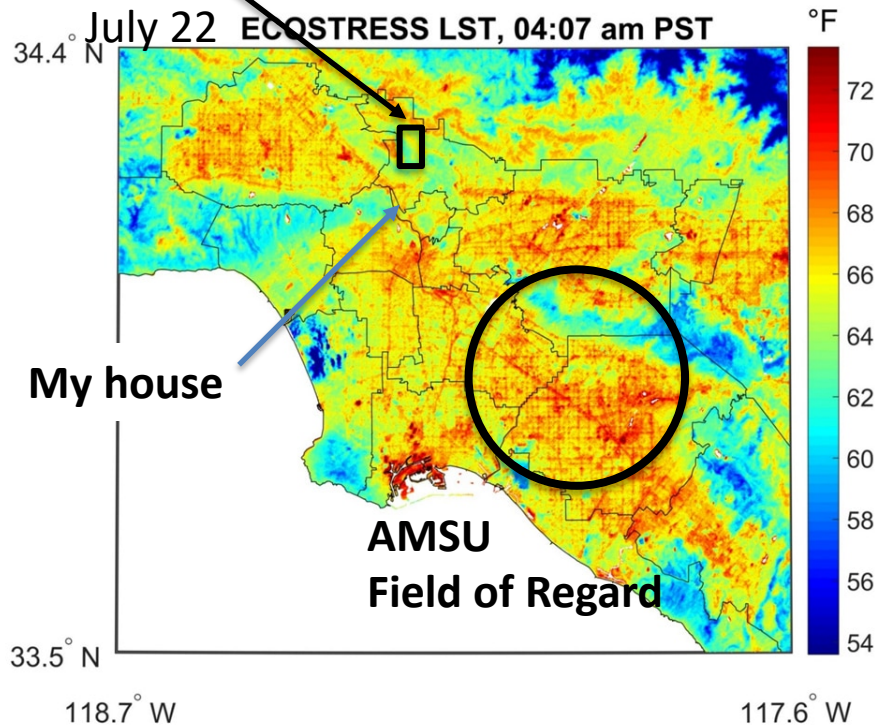 July 22
ECOSTRESS LST, 04:07 am PST
°F
34.4° N
72
70
68
66
64
62
60
58
56
54
My house
AMSU
Field of Regard
33.5° N
118.7° W
117.6° W